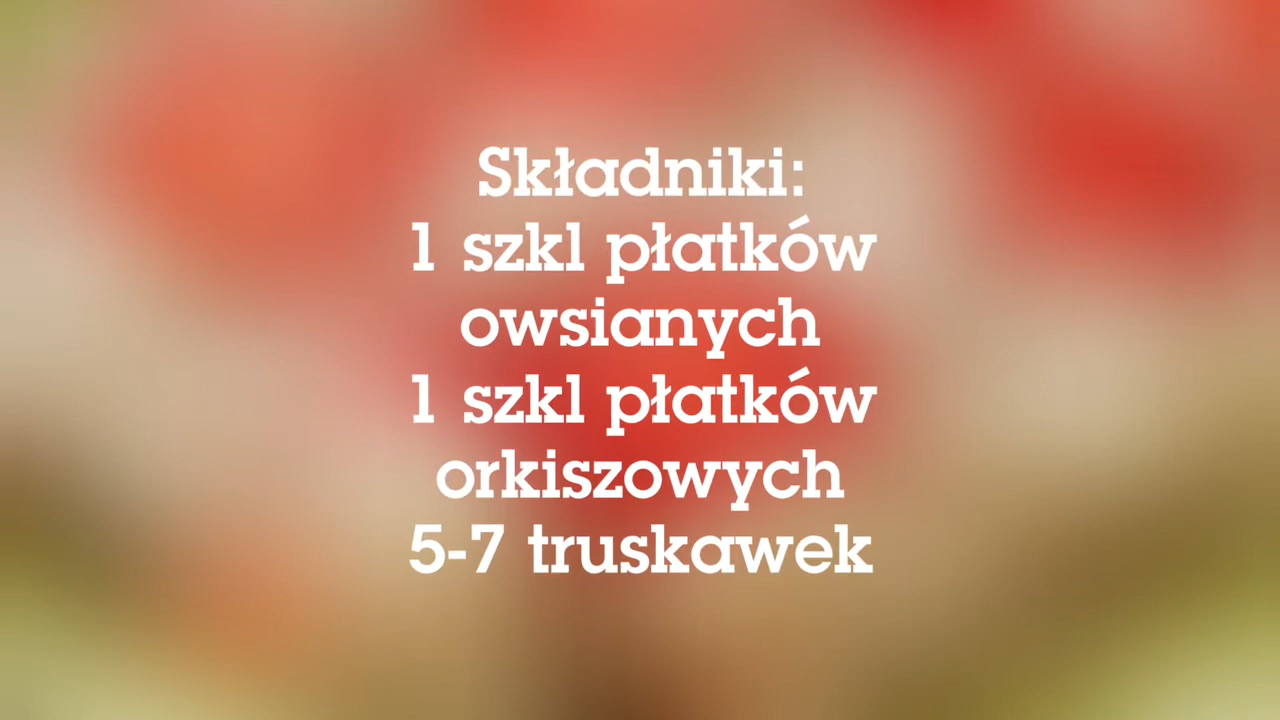 Składniki:
1 szkl płatków
owsianych
1 szkl płatków
orkiszowych
5-7 truskawek